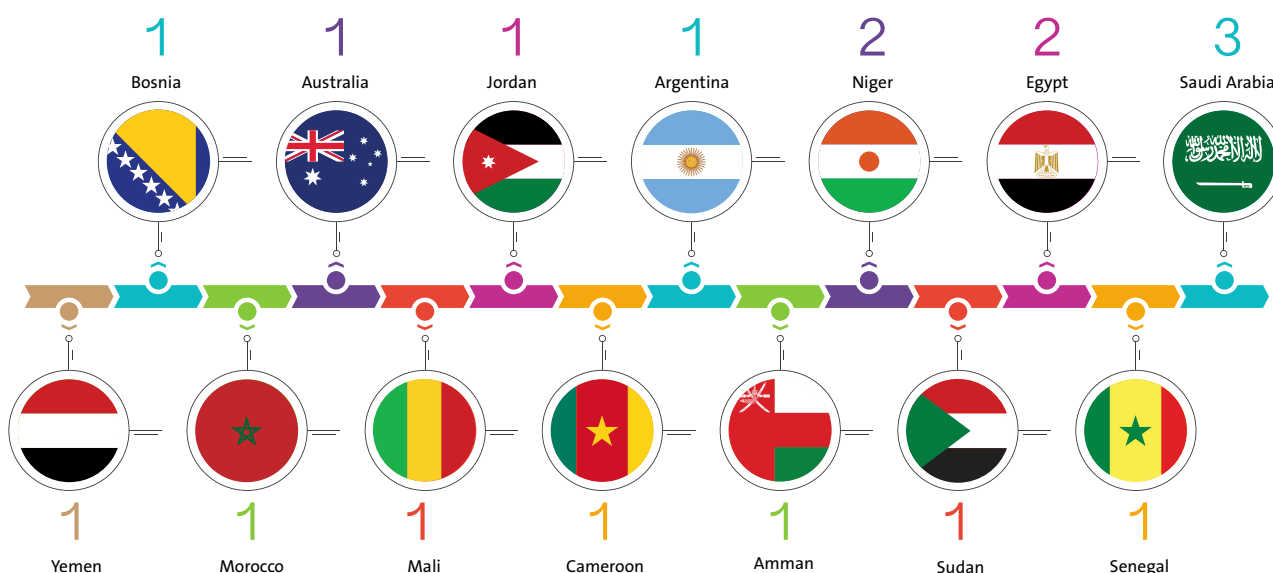 1 1 1 1 2 2 3
Bosnia Australia Jordan Argentina Niger Egypt Saudi Arabia
1 1 1 1 1 1 1
Yemen Morocco Mali Cameroon Amman Sudan Senegal